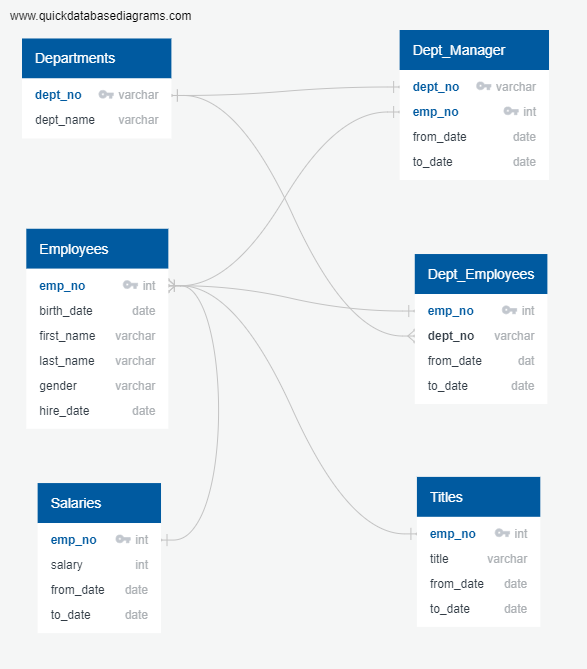 www.quickdatabasediagrams.com
Departments
dept_no varchar
dept_name varchar
Dept_Manager
dept_no varchar
emp_no int
from_date date
to_date date
Employees
emp_no int
birth_date date
first_name varchar
last_name varchar
gender varchar
hire_date date
Dept_Employees
emp_no int
dept_no varchar
from_date dat
to_date date
Salaries
emp_no int
salary int
from_date date
to_date date
Titles
emp_no int
title varchar
from_date date
to_date date